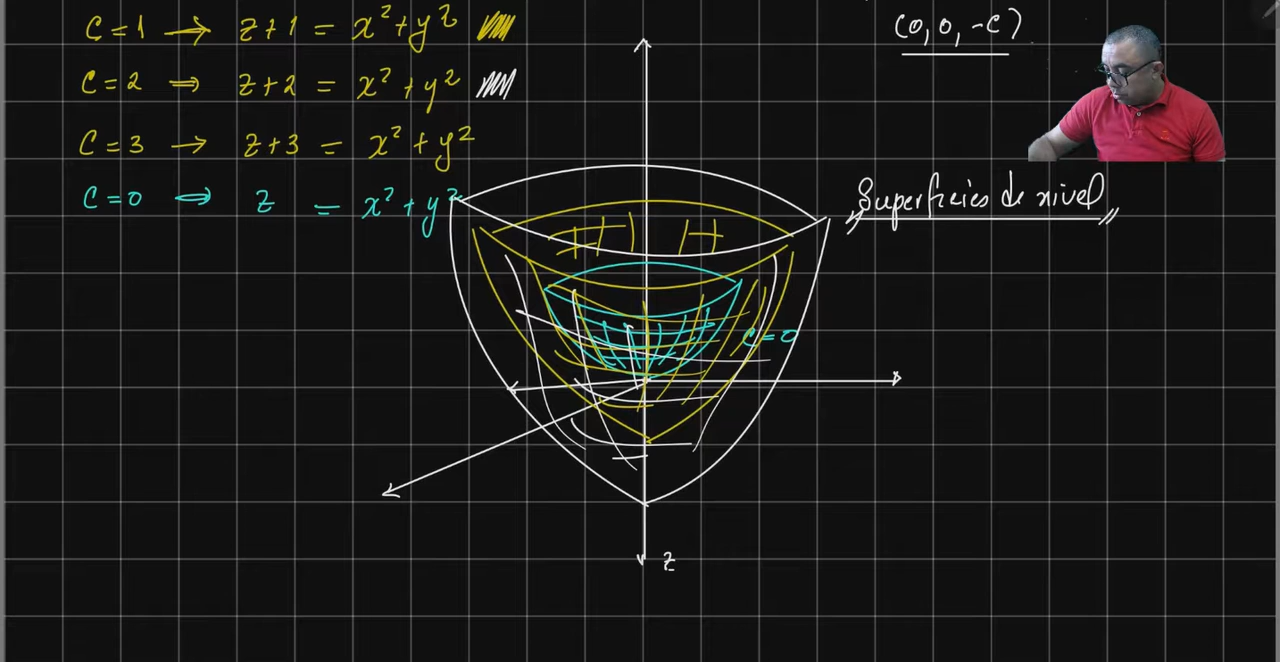 C=1 → z+1 = x²+y²
C=2 ⇒ z+2 = x²+y²
C=3 → z+3 = x²+y²
C=0 ⇒ z = x²+y²
(0,0,-c)
Superficies de nivel
C=0
z